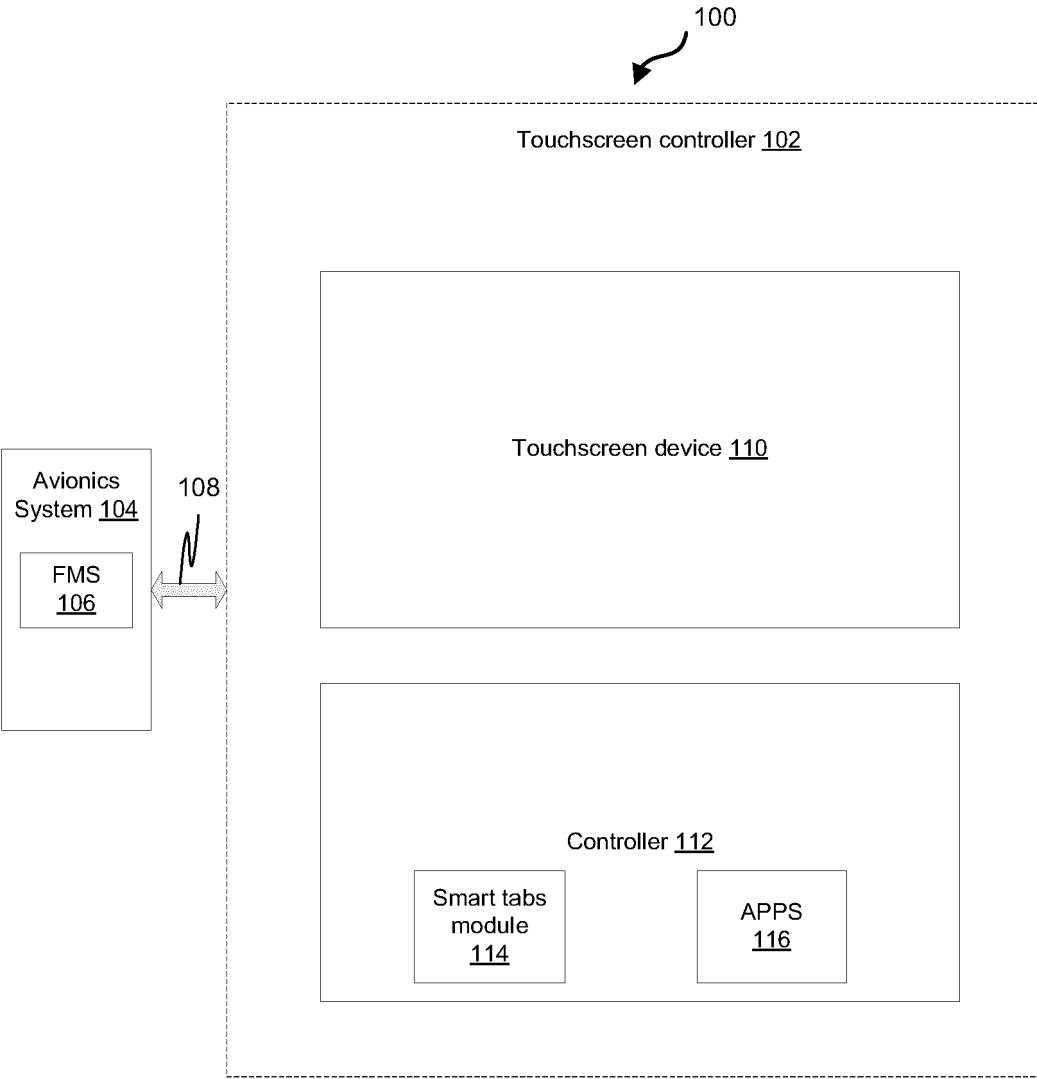 100
Touchscreen controller 102
Touchscreen device 110
Avionics
System 104
108
FMS
106
Controller 112
Smart tabs
module
114
APPS
116